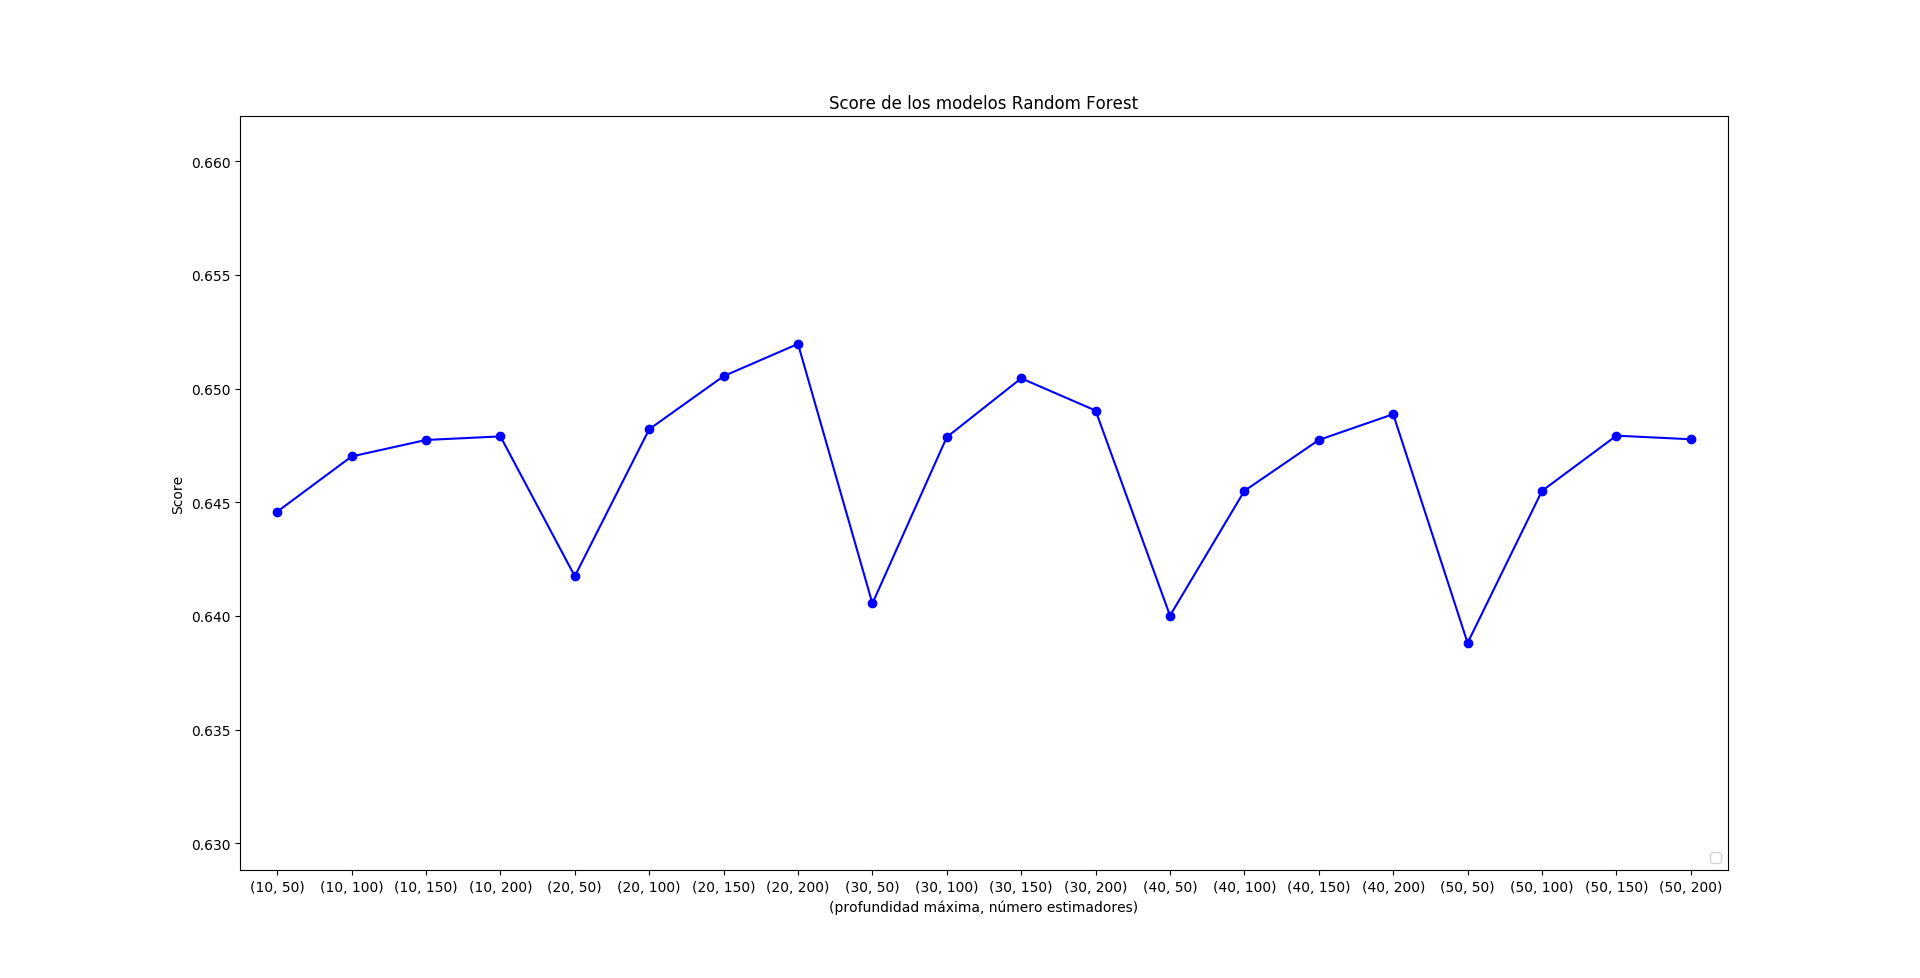 Score de los modelos Random Forest
0.660
0.655
0.650
0.645
0.640
0.635
0.630
Score
(10, 50) (10, 100) (10, 150) (10, 200) (20, 50) (20, 100) (20, 150) (20, 200) (30, 50) (30, 100) (30, 150) (30, 200) (40, 50) (40, 100) (40, 150) (40, 200) (50, 50) (50, 100) (50, 150) (50, 200)
(profundidad máxima, número estimadores)